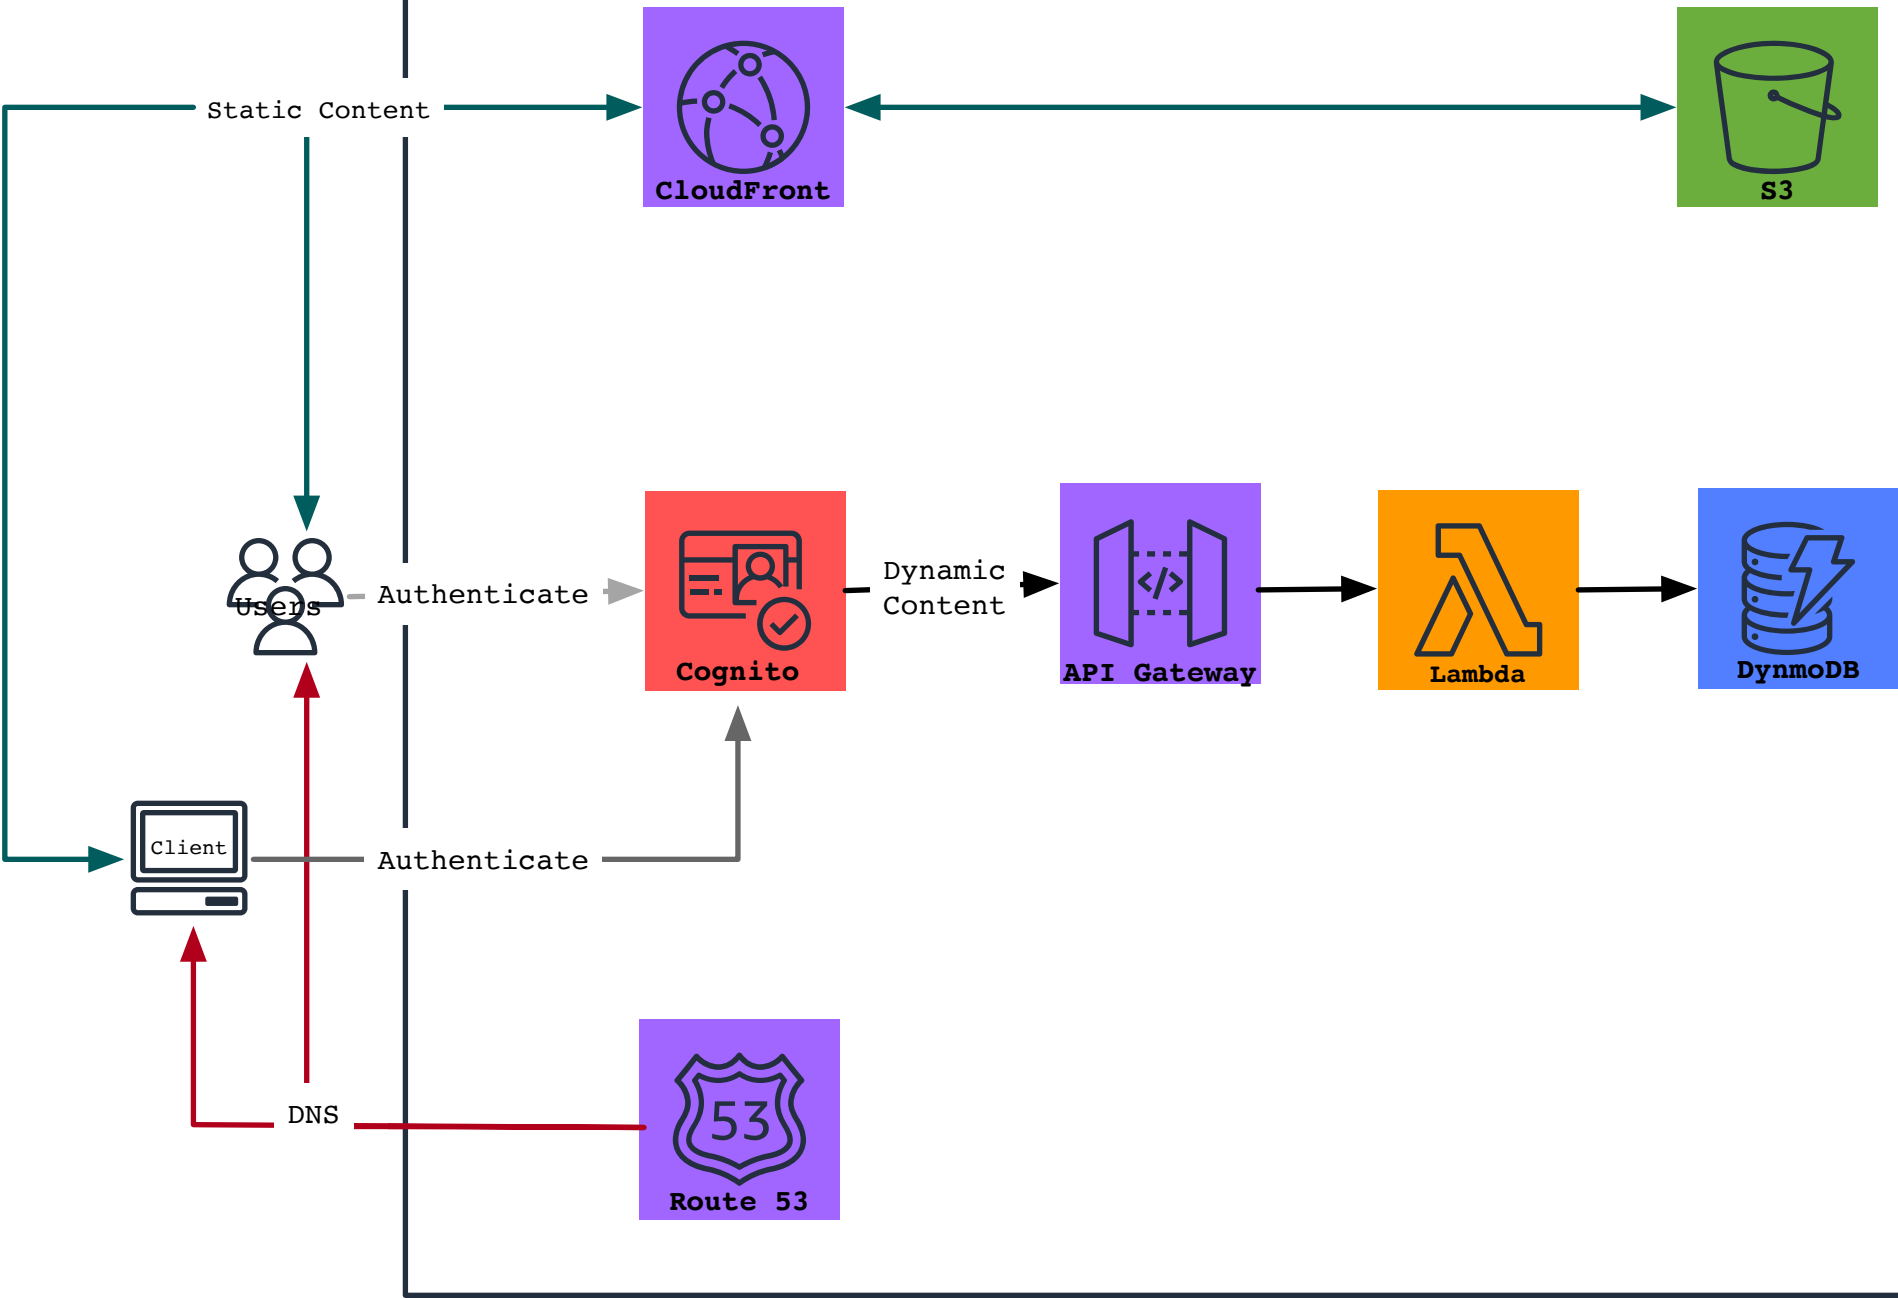 Static Content
CloudFront
S3
Users
Authenticate
Cognito
Dynamic
Content
</>
API Gateway
Lambda
DynmoDB
Client
Authenticate
DNS
53
Route 53